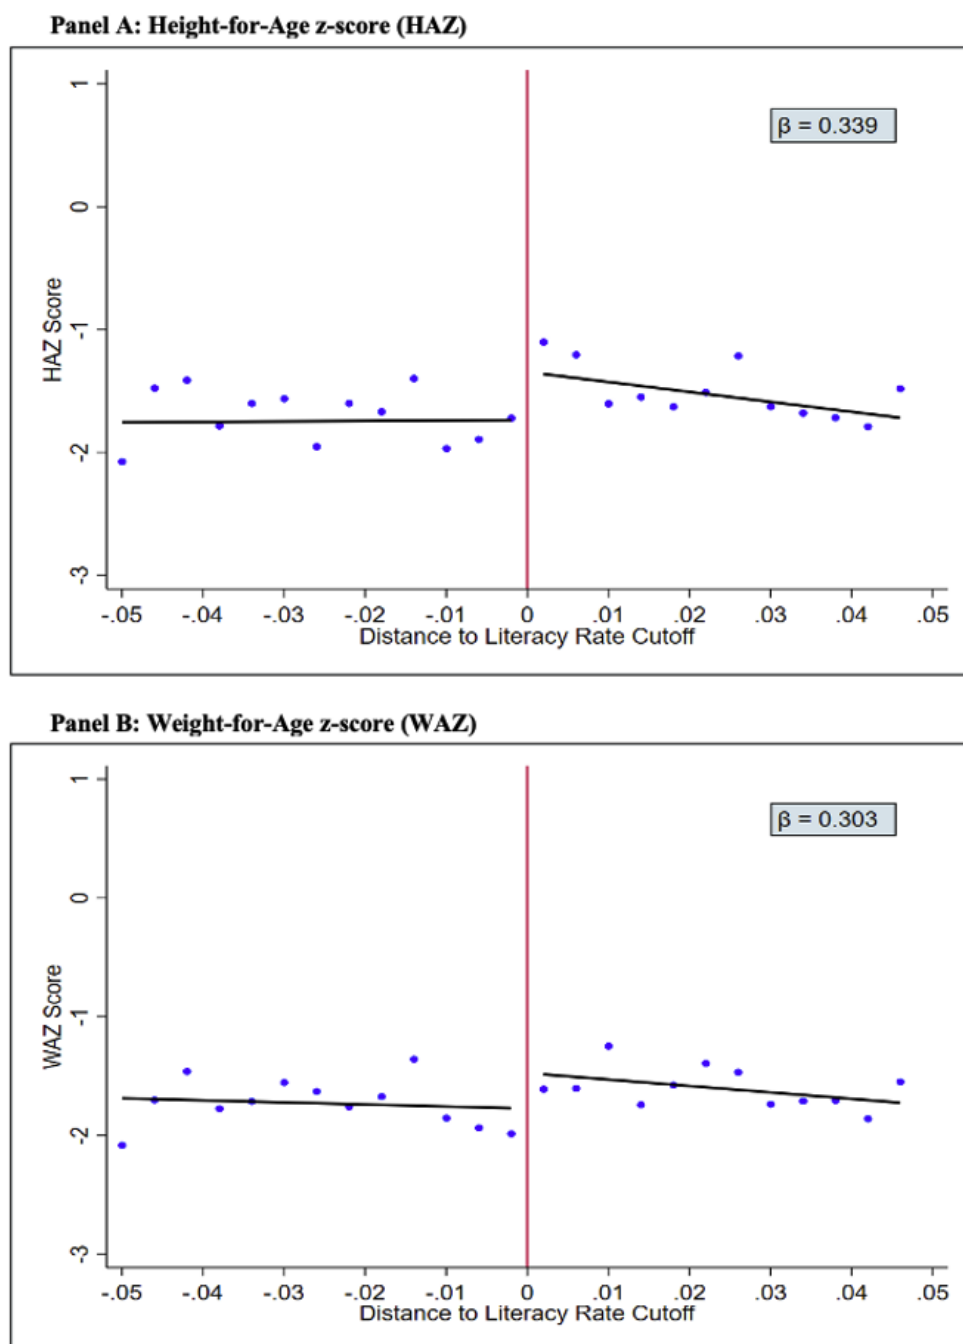 Panel A: Height-for-Age z-score (HAZ)
β = 0.339
1
0
-1
-2
-3
HAZ Score
-.05 -.04 -.03 -.02 -.01 0 .01 .02 .03 .04 .05
Distance to Literacy Rate Cutoff
Panel B: Weight-for-Age z-score (WAZ)
β = 0.303
1
0
-1
-2
-3
WAZ Score
-.05 -.04 -.03 -.02 -.01 0 .01 .02 .03 .04 .05
Distance to Literacy Rate Cutoff